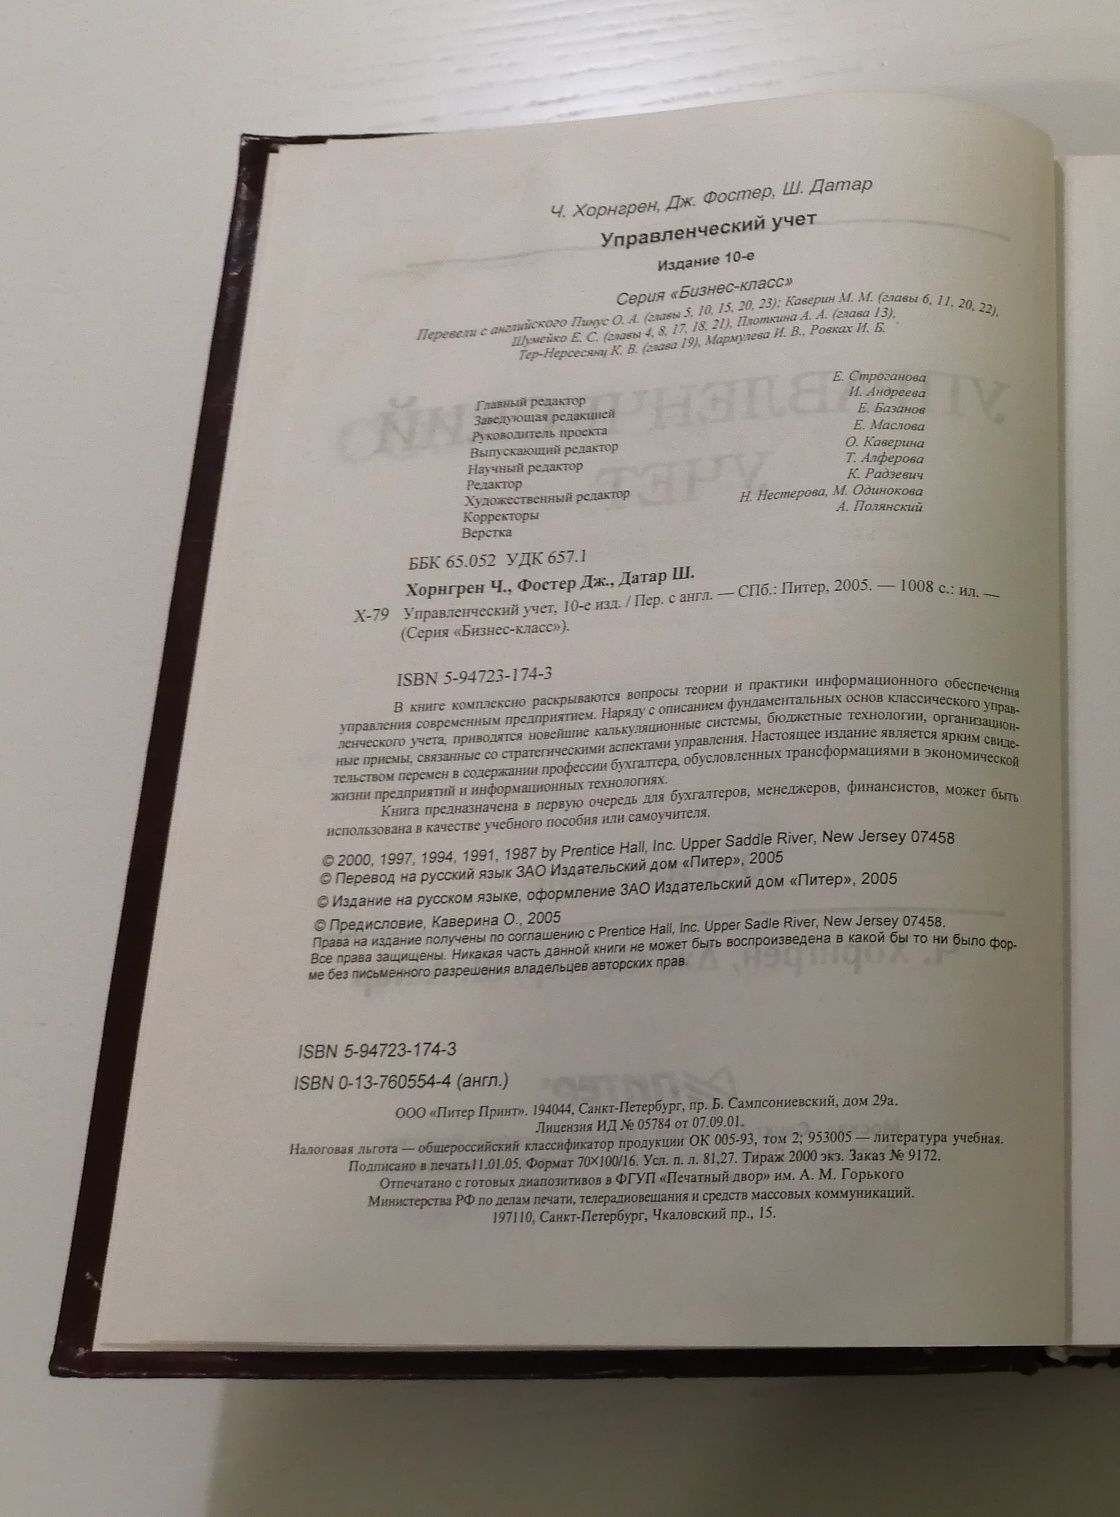 Ч. Хорнгрен, Дж. Фостер, Ш. Датар
Управленческий учет
Издание 10-е
Серия «Бизнес-класс»
Перевели с английского Пинус О. А. (главы 5, 10, 15, 20, 23); Каверин М. М. (главы 6, 11, 20, 22),
Шумейко Е. С. (главы 4, 8, 17, 18, 21), Плоткина А. А. (глава 13),
Тер-Нерсесянц К. В. (глава 19), Мармулева И. В., Ровках И. Б.
Главный редактор Е. Строганова
Заведующая редакцией И. Андреева
Руководитель проекта Е. Базанов
Выпускающий редактор Е. Маслова
Научный редактор О. Каверина
Редактор Т. Алферова
Художественный редактор К. Радзевич
Корректоры Н. Нестерова, М. Одинокова
Верстка А. Полянский
ББК 65.052 УДК 657.1
Хорнгрен Ч., Фостер Дж., Датар Ш.
Х-79 Управленческий учет, 10-е изд. / Пер. с англ. — СПб.: Питер, 2005. — 1008 с.: ил. —
(Серия «Бизнес-класс»).
ISBN 5-94723-174-3
В книге комплексно раскрываются вопросы теории и практики информационного обеспечения
управления современным предприятием. Наряду с описанием фундаментальных основ классического управ-
ленческого учета, приводятся новейшие калькуляционные системы, бюджетные технологии, организацион-
ные приемы, связанные со стратегическими аспектами управления. Настоящее издание является ярким свиде-
тельством перемен в содержании профессии бухгалтера, обусловленных трансформациями в экономической
жизни предприятий и информационных технологиях.
Книга предназначена в первую очередь для бухгалтеров, менеджеров, финансистов, может быть
использована в качестве учебного пособия или самоучителя.
© 2000, 1997, 1994, 1991, 1987 by Prentice Hall, Inc. Upper Saddle River, New Jersey 07458
© Перевод на русский язык ЗАО Издательский дом «Питер», 2005
© Издание на русском языке, оформление ЗАО Издательский дом «Питер», 2005
© Предисловие, Каверина О., 2005
Права на издание получены по соглашению с Prentice Hall, Inc. Upper Saddle River, New Jersey 07458.
Все права защищены. Никакая часть данной книги не может быть воспроизведена в какой бы то ни было фор-
ме без письменного разрешения владельцев авторских прав.
ISBN 5-94723-174-3
ISBN 0-13-760554-4 (англ.)
ООО «Питер Принт». 194044, Санкт-Петербург, пр. Б. Сампсониевский, дом 29а.
Лицензия ИД № 05784 от 07.09.01.
Налоговая льгота — общероссийский классификатор продукции ОК 005-93, том 2; 953005 — литература учебная.
Подписано в печать11.01.05. Формат 70×100/16. Усл. п. л. 81,27. Тираж 2000 экз. Заказ № 9172.
Отпечатано с готовых диапозитивов в ФГУП «Печатный двор» им. А. М. Горького
Министерства РФ по делам печати, телерадиовещания и средств массовых коммуникаций.
197110, Санкт-Петербург, Чкаловский пр., 15.